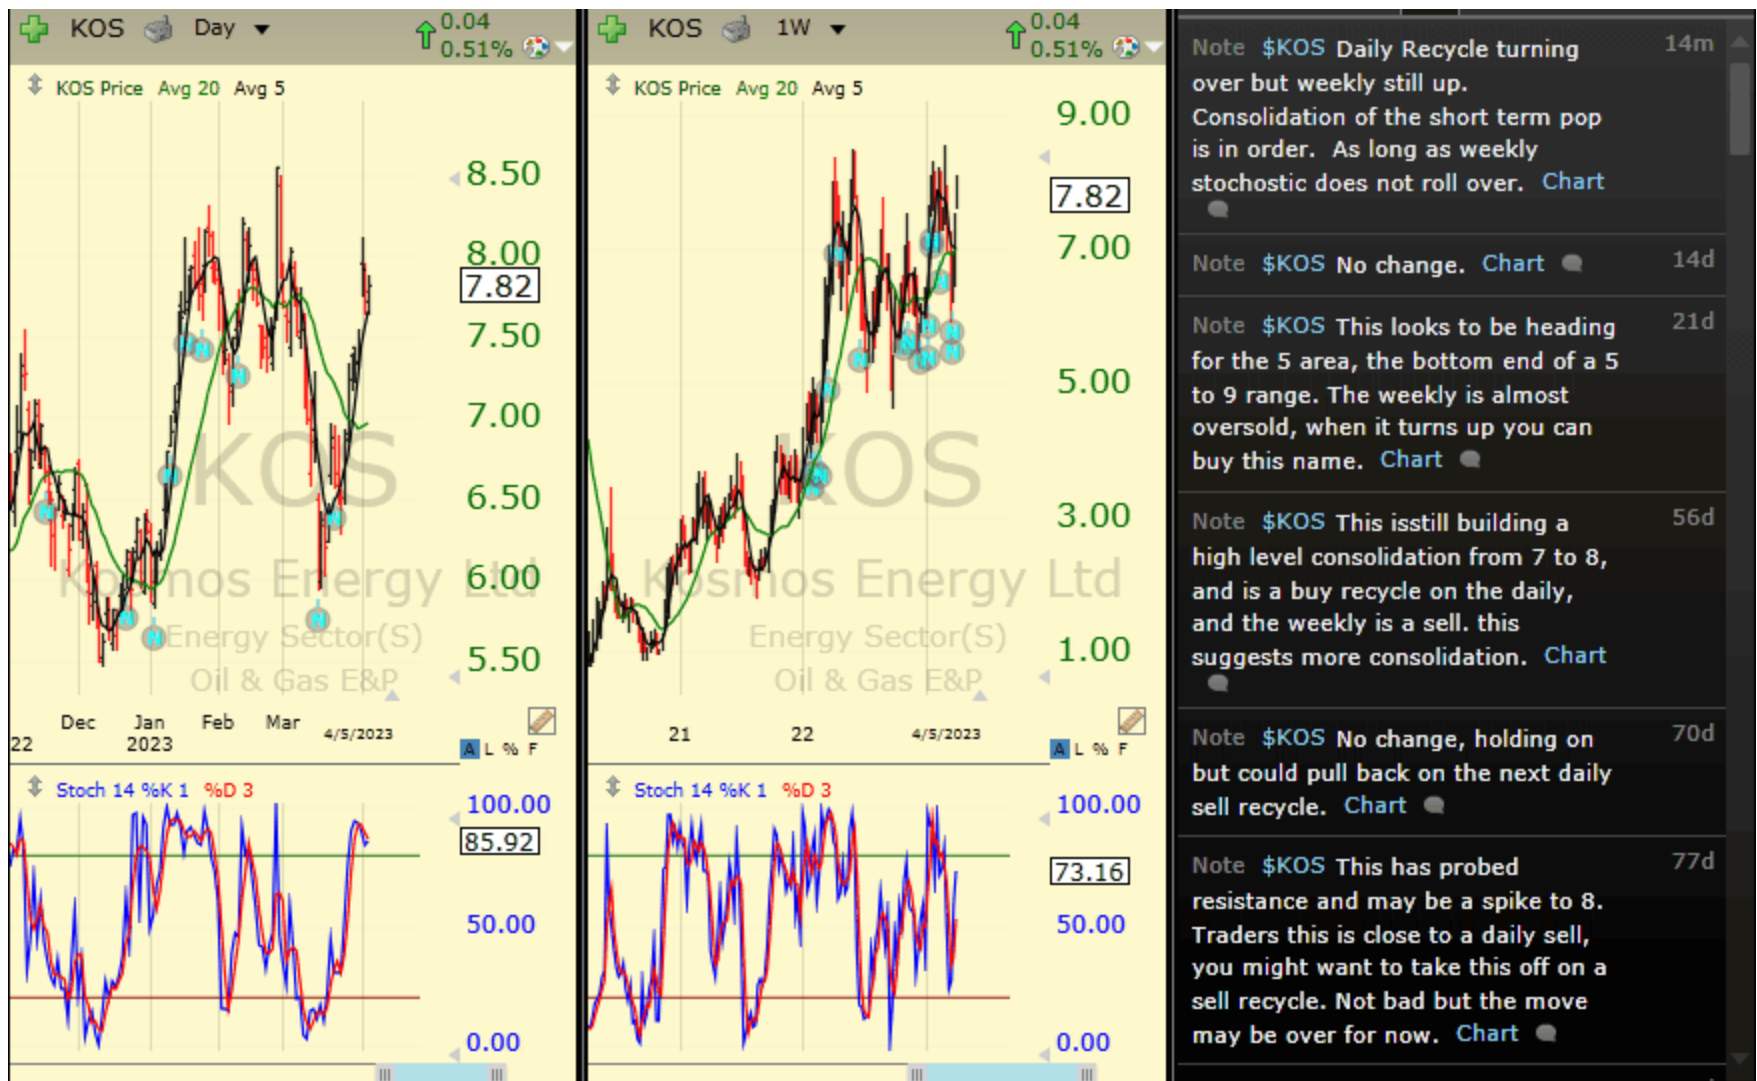 KOS Day
0.04
0.51%
KOS Price Avg 20 Avg 5
8.50
8.00
7.82
7.50
7.00
6.50
6.00
5.50
KOS
Kosmos Energy Ltd
Energy Sector(S)
Oil & Gas E&P
22 Dec Jan Feb Mar 4/5/2023
2023
A L % F
Stoch 14 %K 1 %D 3
100.00
85.92
50.00
0.00
KOS 1W
0.04
0.51%
KOS Price Avg 20 Avg 5
9.00
7.82
7.00
5.00
3.00
1.00
KOS
Kosmos Energy Ltd
Energy Sector(S)
Oil & Gas E&P
21 22 4/5/2023
A L % F
Stoch 14 %K 1 %D 3
100.00
73.16
50.00
0.00
Note $KOS Daily Recycle turning 14m
over but weekly still up.
Consolidation of the short term pop
is in order. As long as weekly
stochostic does not roll over. Chart
Note $KOS No change. Chart 14d
Note $KOS This looks to be heading 21d
for the 5 area, the bottom end of a 5
to 9 range. The weekly is almost
oversold, when it turns up you can
buy this name. Chart
Note $KOS This isstill building a 56d
high level consolidation from 7 to 8,
and is a buy recycle on the daily,
and the weekly is a sell. this
suggests more consolidation. Chart
Note $KOS No change, holding on 70d
but could pull back on the next daily
sell recycle. Chart
Note $KOS This has probed 77d
resistance and may be a spike to 8.
Traders this is close to a daily sell,
you might want to take this off on a
sell recycle. Not bad but the move
may be over for now. Chart